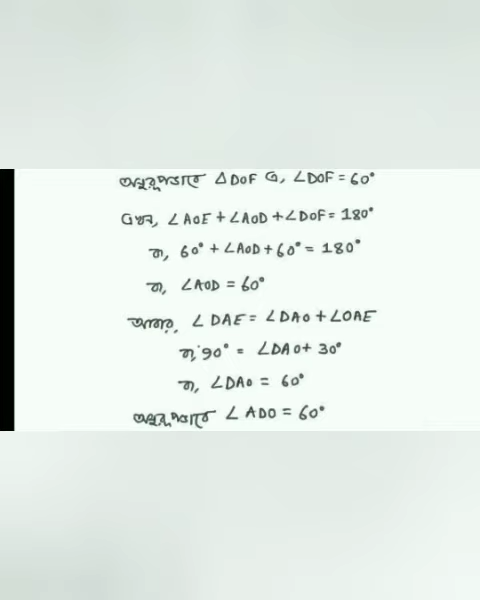 অনুরূপভাবে △DOF এ, ∠DOF = 60°
এখন, ∠AOE + ∠AOD + ∠DOF = 180°
বা, 60° + ∠AOD + 60° = 180°
বা, ∠AOD = 60°
আবার, ∠DAE = ∠DAO + ∠OAE
বা, 90° = ∠DAO + 30°
বা, ∠DAO = 60°
অনুরূপভাবে ∠ADO = 60°